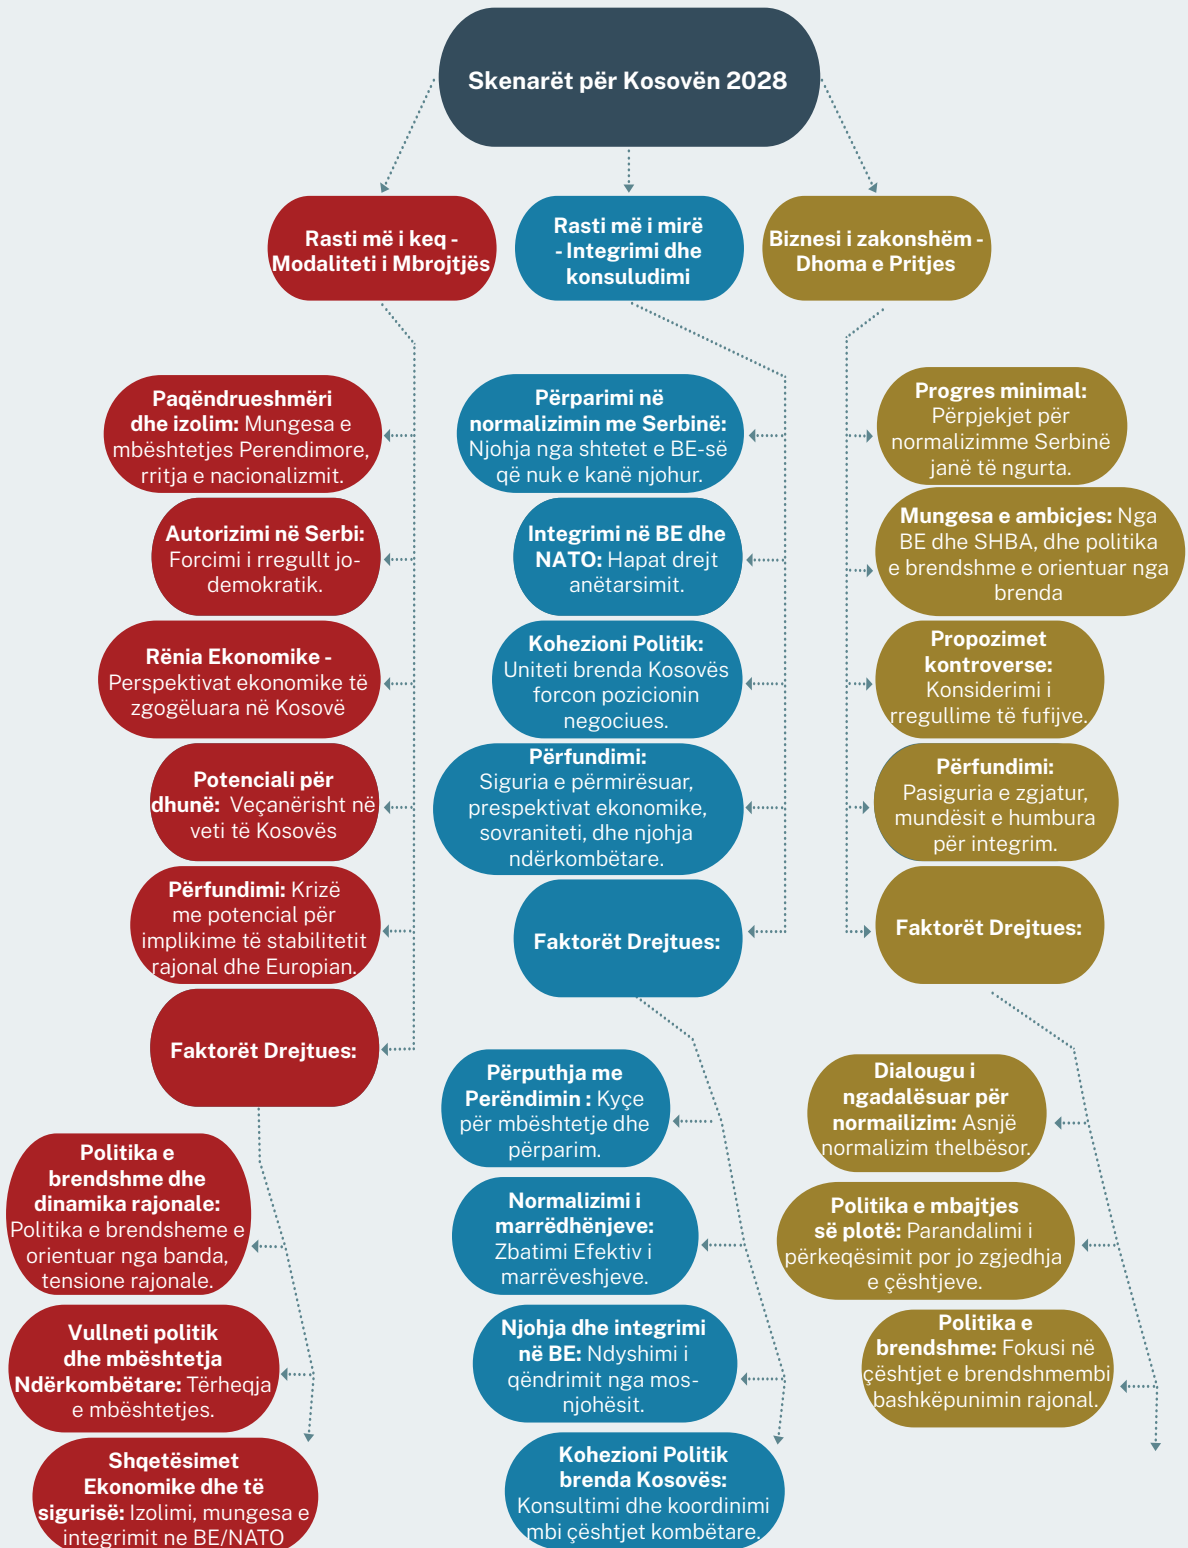 Skenarët për Kosovën 2028
Rasti më i keq -
Modaliteti i Mbrojtjës
Rasti më i mirë
- Integrimi dhe
konsuludimi
Biznesi i zakonshëm -
Dhoma e Pritjes
Paqëndrueshmëri
dhe izolim: Mungesa e
mbështetjes Perendimore,
rritja e nacionalizmit.
Autorizimi në Serbi:
Forcimi i rregullt jo-
demokratik.
Rënia Ekonomike -
Perspektivat ekonomike të
zgogëluara në Kosovë
Potenciali për
dhunë: Veçanërisht në
veti të Kosovës
Përfundimi: Krizë
me potencial për
implikime të stabilitetit
rajonal dhe Europian.
Faktorët Drejtues:
Politika e
brendshme dhe
dinamika rajonale:
Politika e brendsheme e
orientuar nga banda,
tensione rajonale.
Vullneti politik
dhe mbështetja
Ndërkombëtare: Tërheqja
e mbështetjes.
Shqetësimet
Ekonomike dhe të
sigurisë: Izolimi, mungesa e
integrimit ne BE/NATO
Përparimi në
normalizimin me Serbinë:
Njohja nga shtetet e BE-së
që nuk e kanë njohur.
Integrimi në BE dhe
NATO: Hapat drejt
anëtarsimit.
Kohezioni Politik:
Uniteti brenda Kosovës
forcon pozicionin
negociues.
Përfundimi:
Siguria e përmirësuar,
prespektivat ekonomike,
sovraniteti, dhe njohja
ndërkombëtare.
Faktorët Drejtues:
Përputhja me
Perëndimin : Kyçe
për mbështetje dhe
përparim.
Normalizimi i
marrëdhënjeve:
Zbatimi Efektiv i
marrëveshjeve.
Njohja dhe integrimi
në BE: Ndyshimi i
qëndrimit nga mos-
njohësit.
Kohezioni Politik
brenda Kosovës:
Konsultimi dhe koordinimi
mbi çështjet kombëtare.
Progres minimal:
Përpjekjet për
normalizimme Serbinë
janë të ngurta.
Mungesa e ambicjes: Nga
BE dhe SHBA, dhe politika
e brendshme e orientuar nga
brenda
Propozimet
kontroverse:
Konsiderimi i
rregullime të fufijve.
Përfundimi:
Pasiguria e zgjatur,
mundësit e humbura
për integrim.
Faktorët Drejtues:
Dialougu i
ngadalësuar për
normailizim: Asnjë
normalizim thelbësor.
Politika e mbajtjes
së plotë: Parandalimi i
përkeqësimit por jo zgjedhja
e çështjeve.
Politika e
brendshme: Fokusi në
çështjet e brendshmembi
bashkëpunimin rajonal.